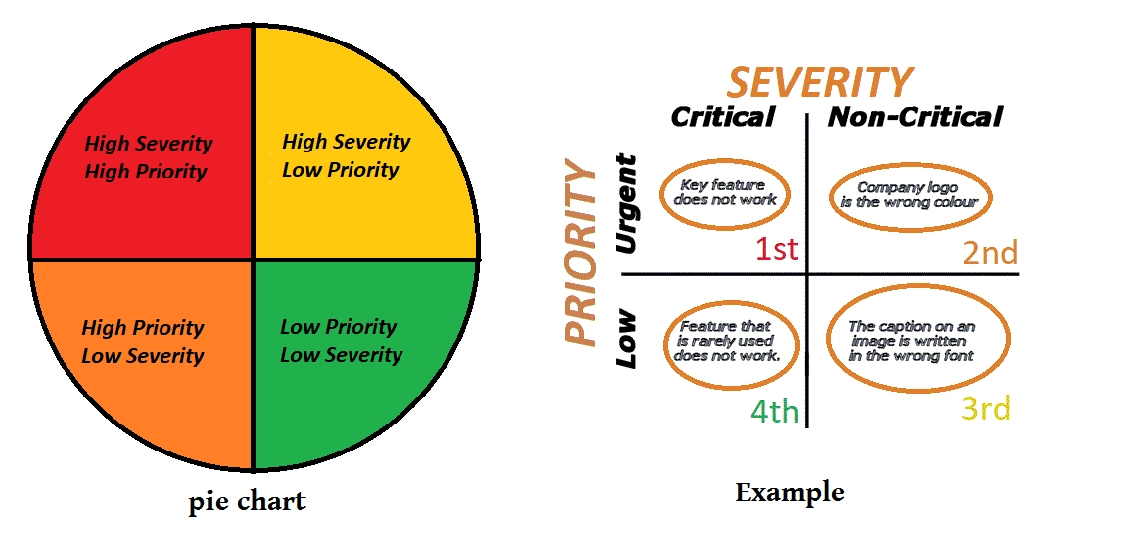 High Severity
High Priority
High Severity
Low Priority
High Priority
Low Severity
Low Priority
Low Severity
pie chart
SEVERITY
Critical
Non-Critical
PRIORITY
Urgent
Key feature
does not work
1st
Company logo
is the wrong colour
2nd
Low
Feature that
is rarely used
does not work.
4th
The caption on an
image is written
in the wrong font
3rd
Example